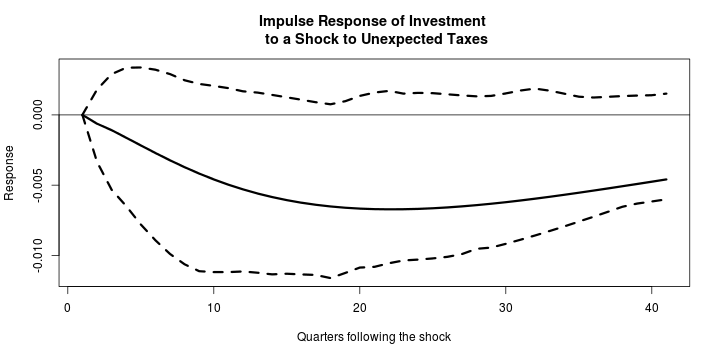 Impulse Response of Investment
to a Shock to Unexpected Taxes
Response
0.000
-0.005
-0.010
0 10 20 30 40
Quarters following the shock